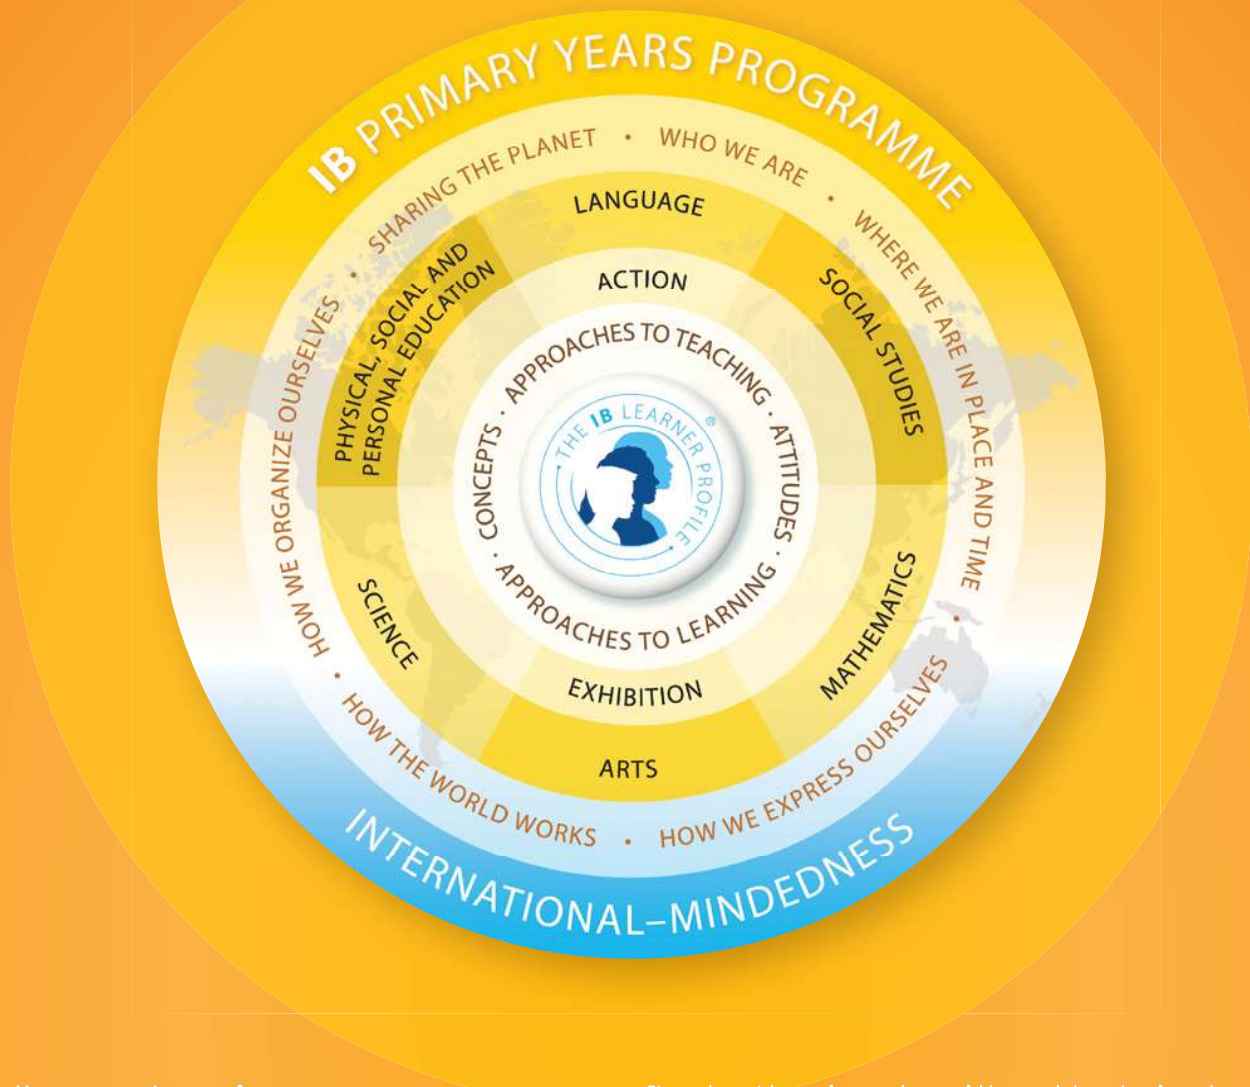 IB PRIMARY YEARS PROGRAMME
SHARING THE PLANET • WHO WE ARE • WHERE WE ARE IN PLACE AND TIME • HOW WE EXPRESS OURSELVES • HOW THE WORLD WORKS • HOW WE ORGANIZE OURSELVES •
LANGUAGE
SOCIAL STUDIES
MATHEMATICS
ARTS
SCIENCE
PHYSICAL, SOCIAL AND
PERSONAL EDUCATION
ACTION
EXHIBITION
APPROACHES TO TEACHING · ATTITUDES · APPROACHES TO LEARNING · CONCEPTS ·
• THE IB LEARNER PROFILE • ®
INTERNATIONAL–MINDEDNESS